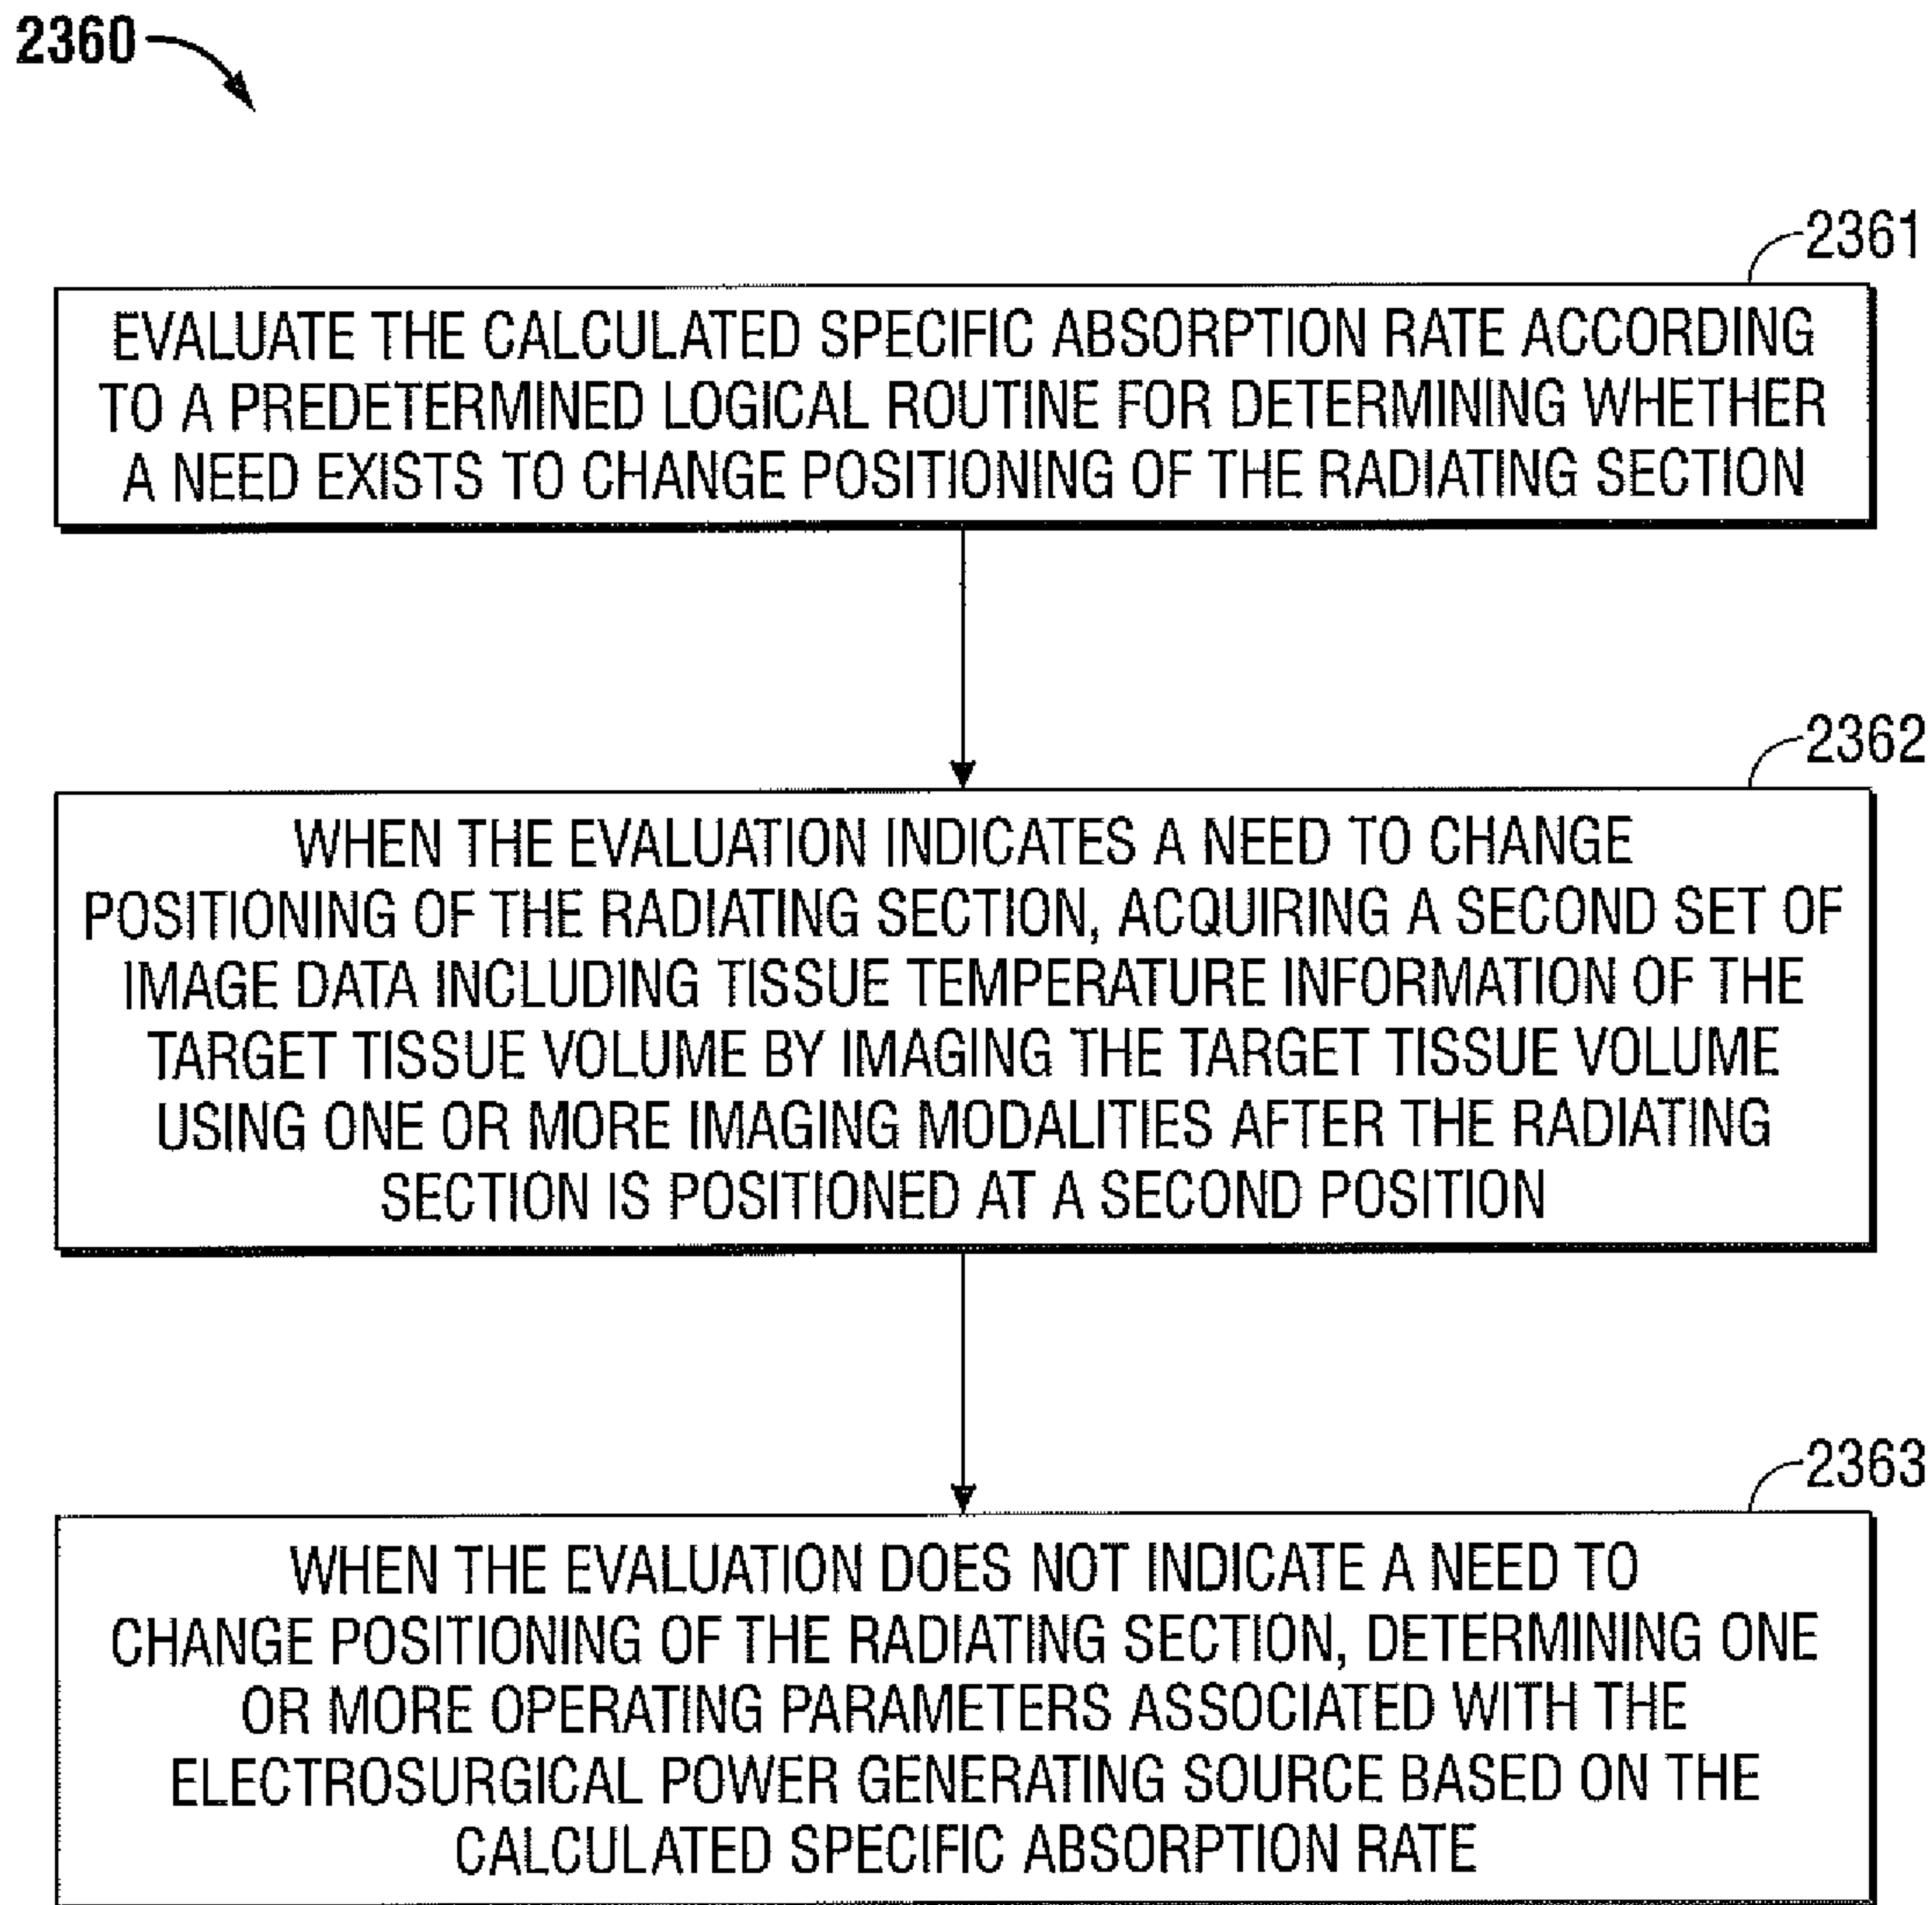 2360
2361
EVALUATE THE CALCULATED SPECIFIC ABSORPTION RATE ACCORDING
TO A PREDETERMINED LOGICAL ROUTINE FOR DETERMINING WHETHER
A NEED EXISTS TO CHANGE POSITIONING OF THE RADIATING SECTION
2362
WHEN THE EVALUATION INDICATES A NEED TO CHANGE
POSITIONING OF THE RADIATING SECTION, ACQUIRING A SECOND SET OF
IMAGE DATA INCLUDING TISSUE TEMPERATURE INFORMATION OF THE
TARGET TISSUE VOLUME BY IMAGING THE TARGET TISSUE VOLUME
USING ONE OR MORE IMAGING MODALITIES AFTER THE RADIATING
SECTION IS POSITIONED AT A SECOND POSITION
2363
WHEN THE EVALUATION DOES NOT INDICATE A NEED TO
CHANGE POSITIONING OF THE RADIATING SECTION, DETERMINING ONE
OR MORE OPERATING PARAMETERS ASSOCIATED WITH THE
ELECTROSURGICAL POWER GENERATING SOURCE BASED ON THE
CALCULATED SPECIFIC ABSORPTION RATE